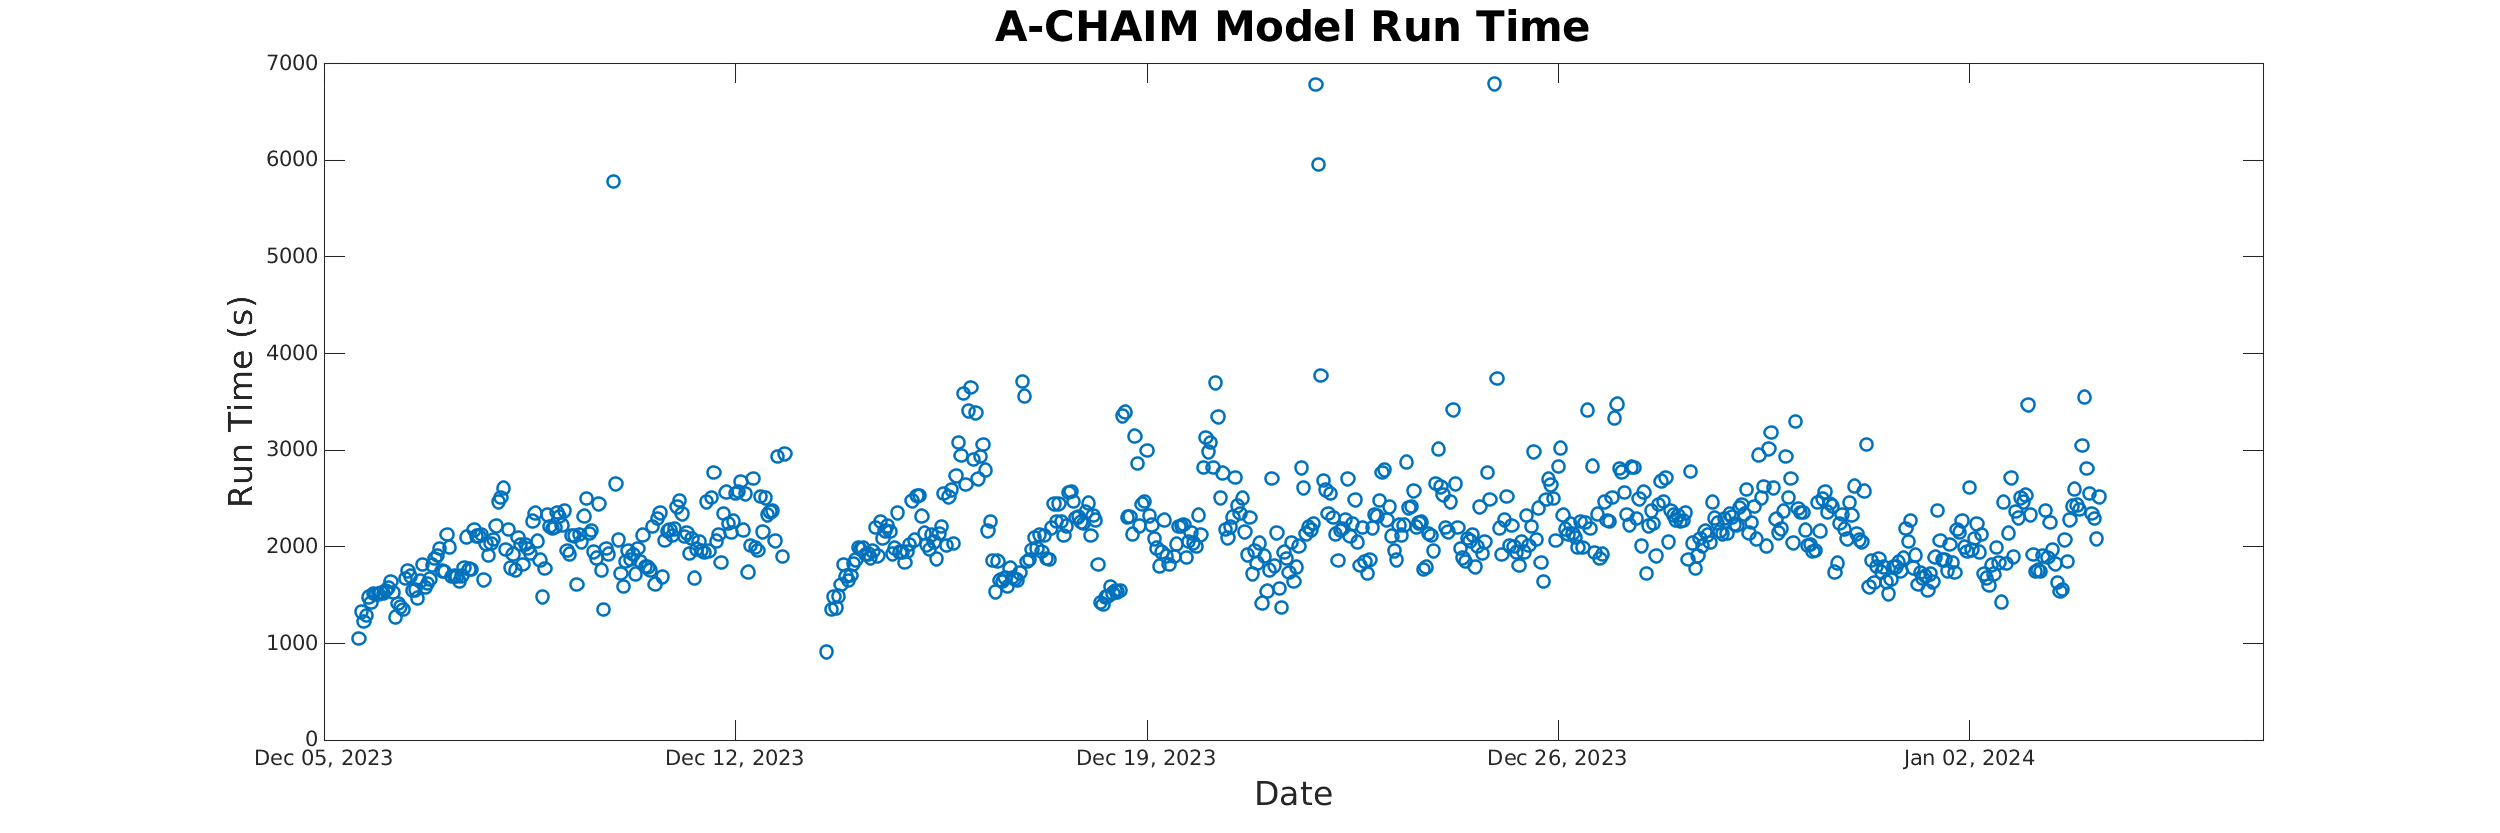 A-CHAIM Model Run Time
7000
6000
5000
4000
3000
2000
1000
0
Run Time (s)
Dec 05, 2023
Dec 12, 2023
Dec 19, 2023
Dec 26, 2023
Jan 02, 2024
Date